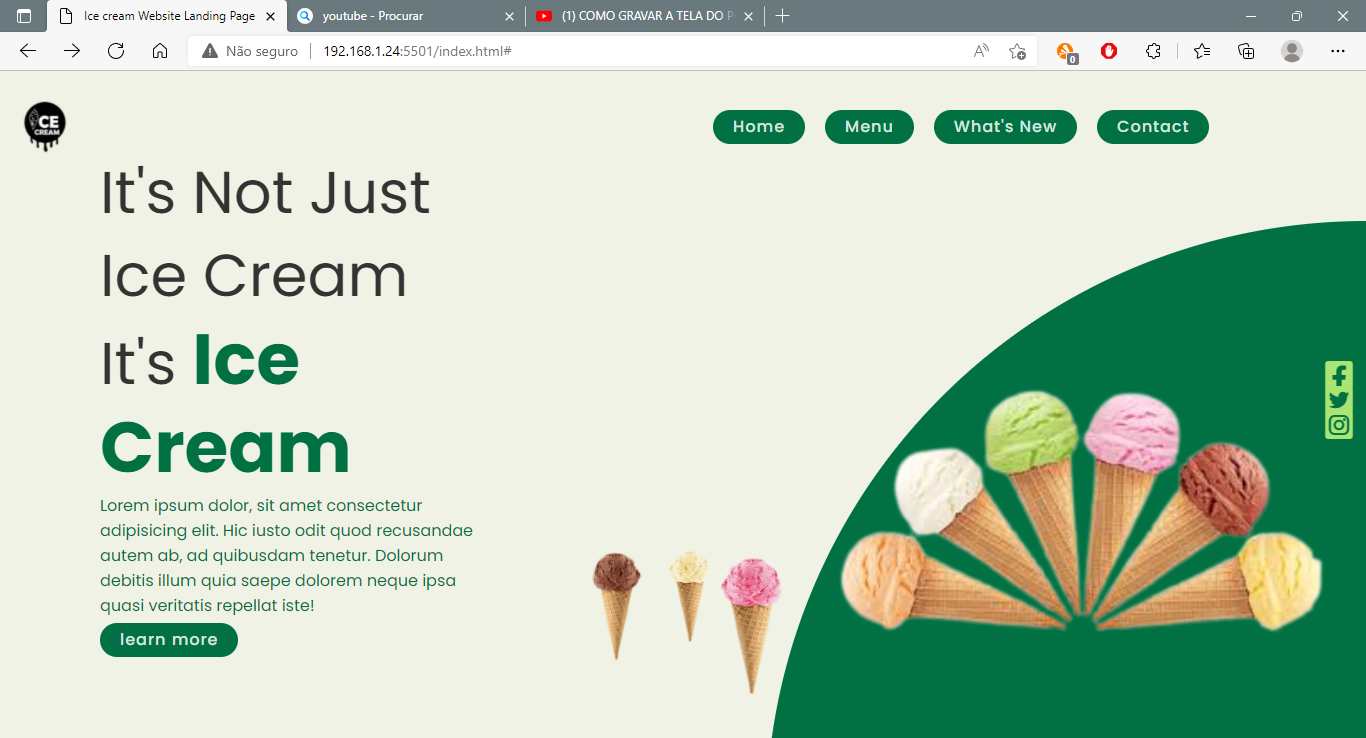 Ice cream Website Landing Page
youtube - Procurar
(1) COMO GRAVAR A TELA DO P
Não seguro
192.168.1.24:5501/index.html#
0
ICE
CREAM
Home
Menu
What's New
Contact
It's Not Just
Ice Cream
It's Ice
Cream
Lorem ipsum dolor, sit amet consectetur
adipisicing elit. Hic iusto odit quod recusandae
autem ab, ad quibusdam tenetur. Dolorum
debitis illum quia saepe dolorem neque ipsa
quasi veritatis repellat iste!
learn more